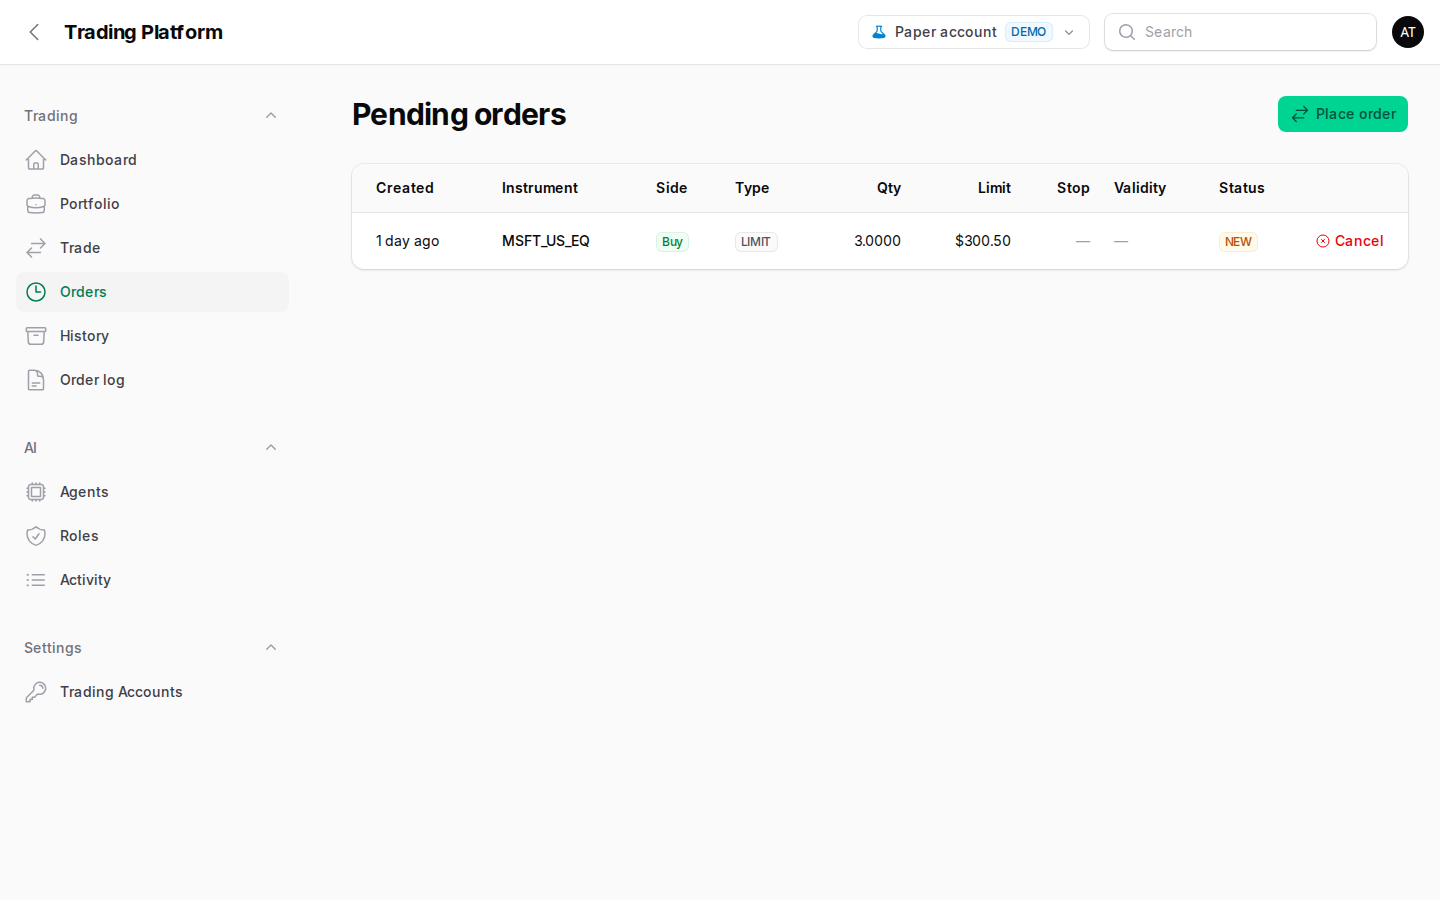 Trading Platform
Paper account DEMO
Search
AT
Trading
Dashboard
Portfolio
Trade
Orders
History
Order log
AI
Agents
Roles
Activity
Settings
Trading Accounts
Pending orders
Place order
Created Instrument Side Type Qty Limit Stop Validity Status
1 day ago MSFT_US_EQ Buy LIMIT 3.0000 $300.50 — — NEW Cancel